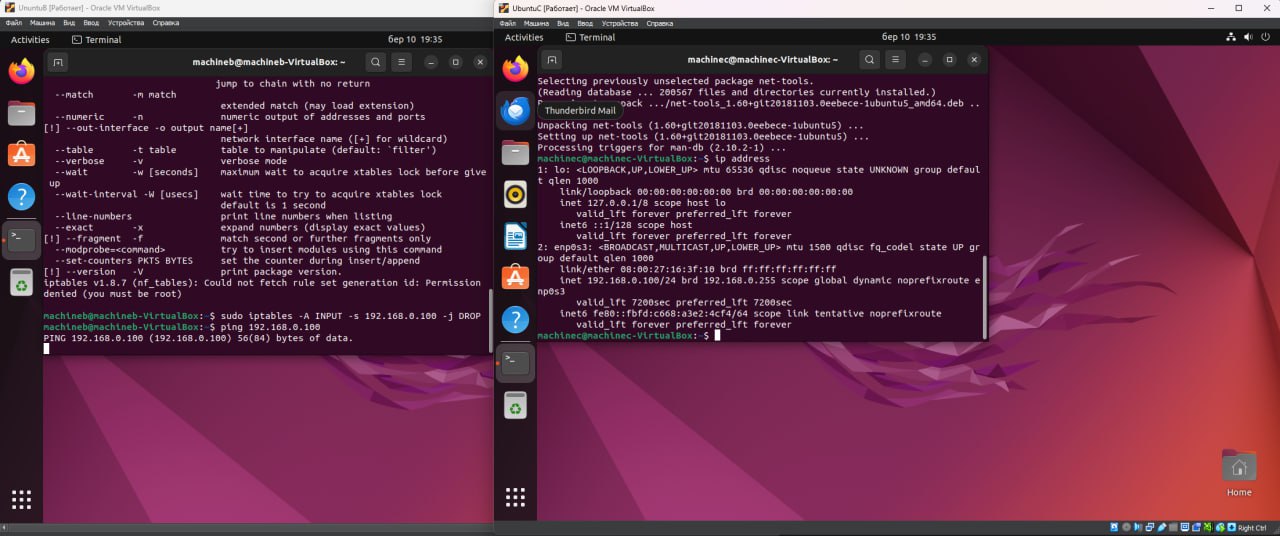 UnuntuB [Работает] - Oracle VM VirtualBox
Файл Машина Вид Ввод Устройства Справка
Activities Terminal бер 10 19:35
machineb@machineb-VirtualBox: ~
jump to chain with no return
--match -m match
extended match (may load extension)
--numeric -n numeric output of addresses and ports
[!] --out-interface -o output name[+]
network interface name ([+] for wildcard)
--table -t table table to manipulate (default: `filter')
--verbose -v verbose mode
--wait -w [seconds] maximum wait to acquire xtables lock before give
up
--wait-interval -W [usecs] wait time to try to acquire xtables lock
default is 1 second
--line-numbers print line numbers when listing
--exact -x expand numbers (display exact values)
[!] --fragment -f match second or further fragments only
--modprobe=<command> try to insert modules using this command
--set-counters PKTS BYTES set the counter during insert/append
[!] --version -V print package version.
iptables v1.8.7 (nf_tables): Could not fetch rule set generation id: Permission
denied (you must be root)
machineb@machineb-VirtualBox:~$ sudo iptables -A INPUT -s 192.168.0.100 -j DROP
machineb@machineb-VirtualBox:~$ ping 192.168.0.100
PING 192.168.0.100 (192.168.0.100) 56(84) bytes of data.
UbuntuC [Работает] - Oracle VM VirtualBox
Файл Машина Вид Ввод Устройства Справка
Activities Terminal бер 10 19:35
machinec@machinec-VirtualBox: ~
Selecting previously unselected package net-tools.
(Reading database ... 200567 files and directories currently installed.)
.../net-tools_1.60+git20181103.0eebece-1ubuntu5_amd64.deb ..
Thunderbird Mail
Unpacking net-tools (1.60+git20181103.0eebece-1ubuntu5) ...
Setting up net-tools (1.60+git20181103.0eebece-1ubuntu5) ...
Processing triggers for man-db (2.10.2-1) ...
machinec@machinec-VirtualBox:~$ ip address
1: lo: <LOOPBACK,UP,LOWER_UP> mtu 65536 qdisc noqueue state UNKNOWN group defaul
t qlen 1000
link/loopback 00:00:00:00:00:00 brd 00:00:00:00:00:00
inet 127.0.0.1/8 scope host lo
valid_lft forever preferred_lft forever
inet6 ::1/128 scope host
valid_lft forever preferred_lft forever
2: enp0s3: <BROADCAST,MULTICAST,UP,LOWER_UP> mtu 1500 qdisc fq_codel state UP gr
oup default qlen 1000
link/ether 08:00:27:16:3f:10 brd ff:ff:ff:ff:ff:ff
inet 192.168.0.100/24 brd 192.168.0.255 scope global dynamic noprefixroute e
np0s3
valid_lft 7200sec preferred_lft 7200sec
inet6 fe80::fbfd:c668:a3e2:4cf4/64 scope link tentative noprefixroute
valid_lft forever preferred_lft forever
machinec@machinec-VirtualBox:~$
Home
Right Ctrl